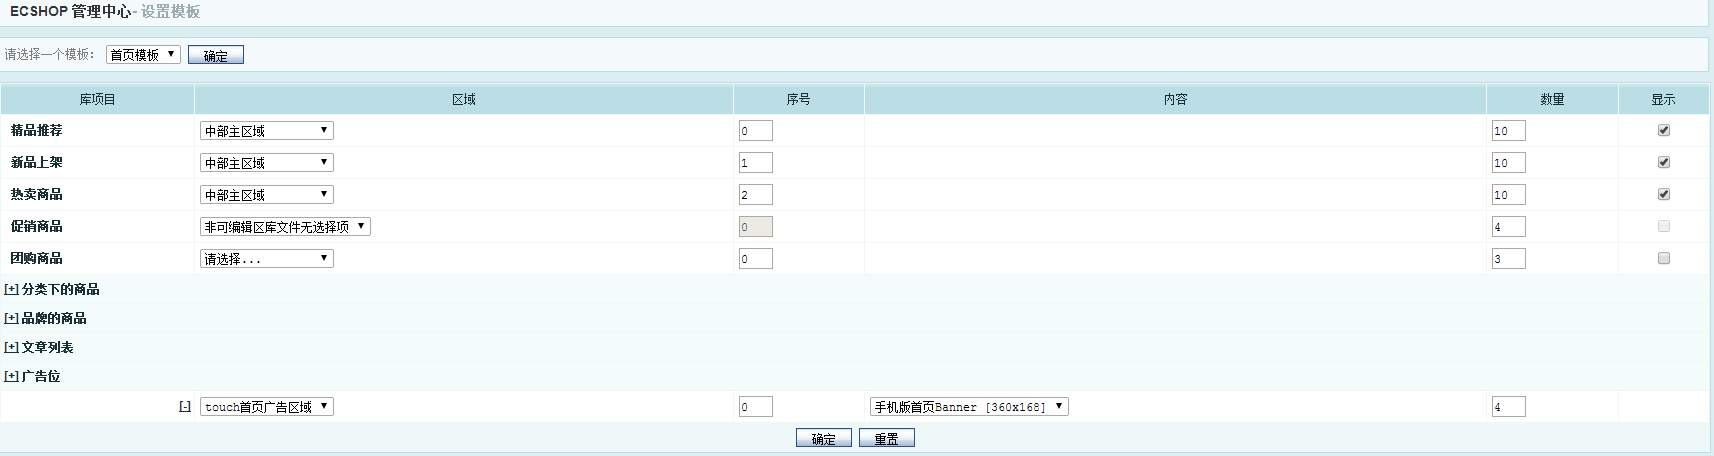 ECSHOP 管理中心- 设置模板
请选择一个模板： 首页模板 确定
库项目 区域 序号 内容 数量 显示
精品推荐 中部主区域 0 10
新品上架 中部主区域 1 10
热卖商品 中部主区域 2 10
促销商品 非可编辑区库文件无选择项 0 4
团购商品 请选择... 0 3
[+] 分类下的商品
[+] 品牌的商品
[+] 文章列表
[+] 广告位
[-] touch首页广告区域 0 手机版首页Banner [360x168] 4
确定 重置